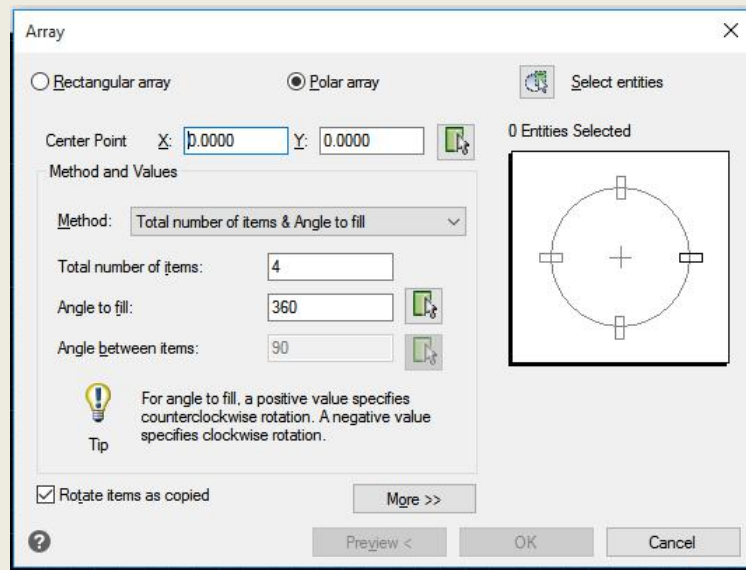 Array
Rectangular array
Polar array
Select entities
Center Point X: 0.0000 Y: 0.0000
0 Entities Selected
Method and Values
Method: Total number of items & Angle to fill
Total number of items: 4
Angle to fill: 360
Angle between items: 90
For angle to fill, a positive value specifies
counterclockwise rotation. A negative value
specifies clockwise rotation.
Tip
Rotate items as copied
More >>
Preview <
OK
Cancel